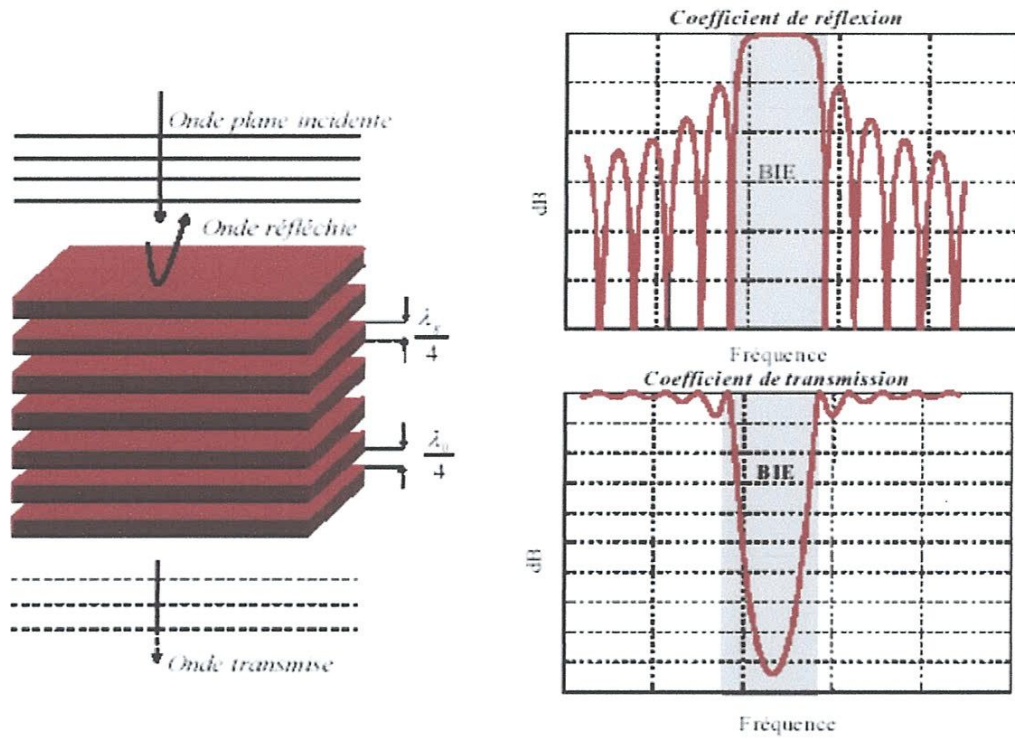 Onde plane incidente
Onde réfléchie
λg
4
λ0
4
Onde transmise
Coefficient de réflexion
BIE
dB
Fréquence
Coefficient de transmission
BIE
dB
Fréquence